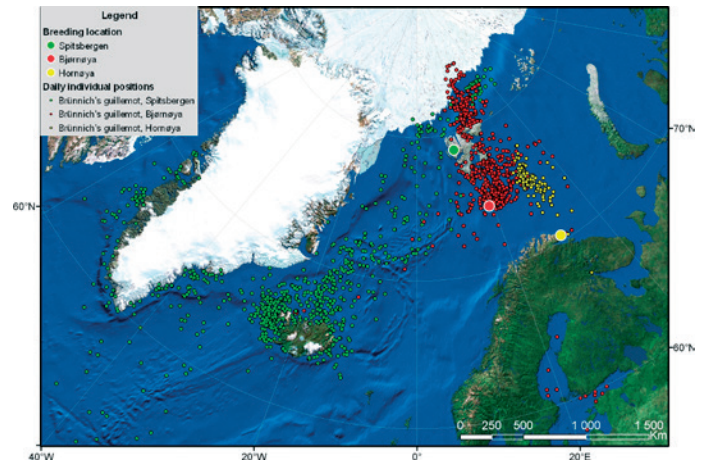 Legend
Breeding location
Spitsbergen
Bjørnøya
Hornøya
Daily individual positions
Brünnich's guillemot, Spitsbergen
Brünnich's guillemot, Bjørnøya
Brünnich's guillemot, Hornøya
70°N
60°N
60°N
0 250 500 1 000 1 500
Km
40°W 20°W 0° 20°E